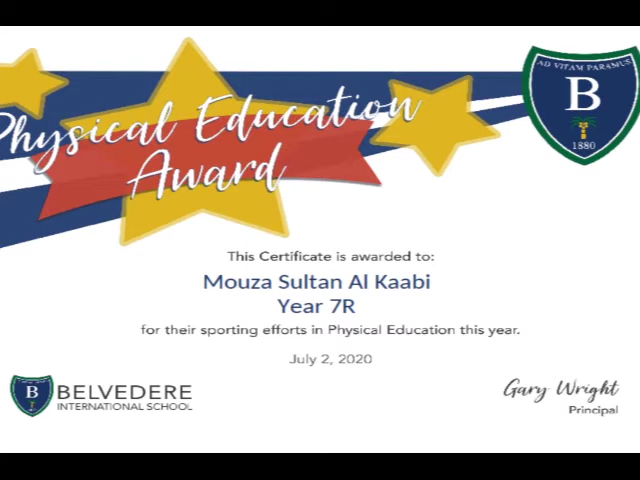 Physical Education
Award
AD VITAM PARAMUS
B
1880
This Certificate is awarded to:
Mouza Sultan Al Kaabi
Year 7R
for their sporting efforts in Physical Education this year.
July 2, 2020
B
BELVEDERE
INTERNATIONAL SCHOOL
Gary Wright
Principal